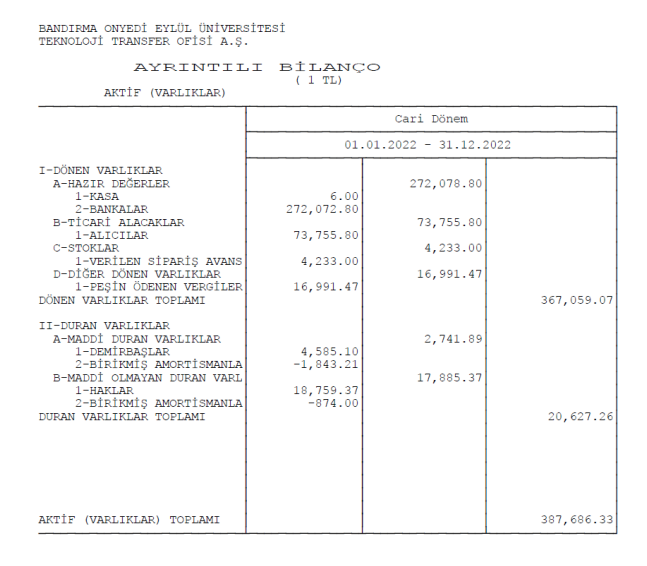 BANDIRMA ONYEDİ EYLÜL ÜNİVERSİTESİ
TEKNOLOJİ TRANSFER OFİSİ A.Ş.
AYRINTILI BİLANÇO
( 1 TL)
AKTİF (VARLIKLAR)
Cari Dönem
01.01.2022 - 31.12.2022
I-DÖNEN VARLIKLAR
A-HAZIR DEĞERLER 272,078.80
1-KASA 6.00
2-BANKALAR 272,072.80
B-TİCARİ ALACAKLAR 73,755.80
1-ALICILAR 73,755.80
C-STOKLAR 4,233.00
1-VERİLEN SİPARİŞ AVANS 4,233.00
D-DİĞER DÖNEN VARLIKLAR 16,991.47
1-PEŞİN ÖDENEN VERGİLER 16,991.47
DÖNEN VARLIKLAR TOPLAMI 367,059.07
II-DURAN VARLIKLAR
A-MADDİ DURAN VARLIKLAR 2,741.89
1-DEMİRBAŞLAR 4,585.10
2-BİRİKMİŞ AMORTİSMANLA -1,843.21
B-MADDİ OLMAYAN DURAN VARL 17,885.37
1-HAKLAR 18,759.37
2-BİRİKMİŞ AMORTİSMANLA -874.00
DURAN VARLIKLAR TOPLAMI 20,627.26
AKTİF (VARLIKLAR) TOPLAMI 387,686.33